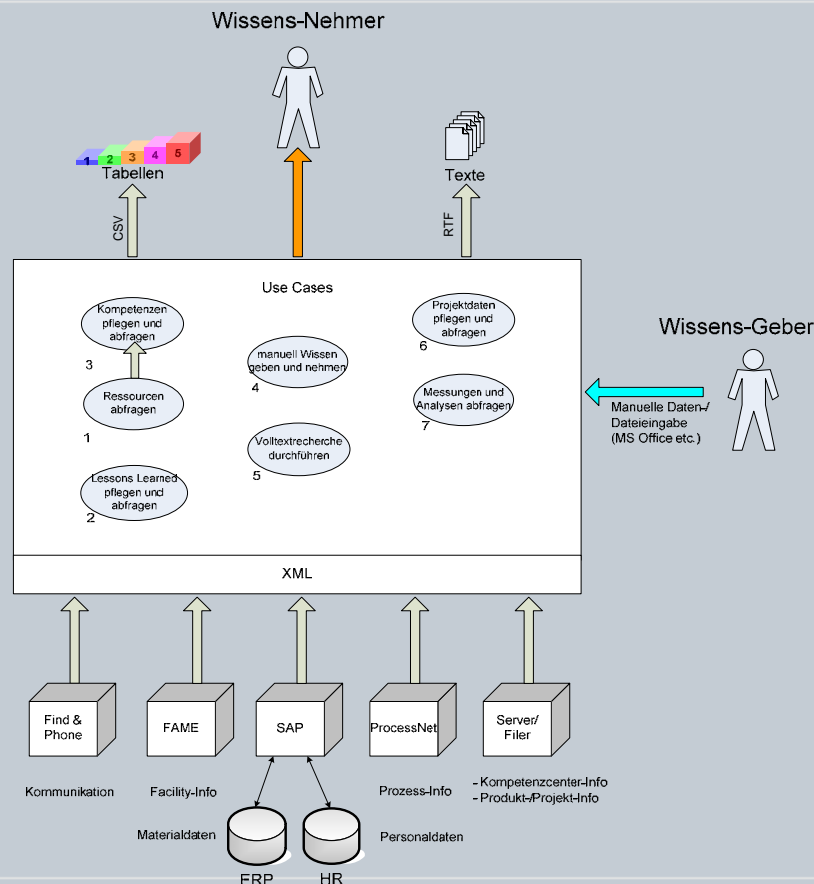 Wissens-Nehmer
1 2 3 4 5
Tabellen
Texte
CSV
RTF
Use Cases
Kompetenzen
pflegen und
abfragen
3
Ressourcen
abfragen
1
Lessons Learned
pflegen und
abfragen
2
manuell Wissen
geben und nehmen
4
Volltextrecherche
durchführen
5
Projektdaten
pflegen und
abfragen
6
Messungen und
Analysen abfragen
7
Wissens-Geber
Manuelle Daten-/
Dateieingabe
(MS Office etc.)
XML
Find &
Phone
FAME
SAP
ProcessNet
Server/
Filer
Kommunikation
Facility-Info
Prozess-Info
- Kompetenzcenter-Info
- Produkt-/Projekt-Info
Materialdaten
Personaldaten
ERP
HR